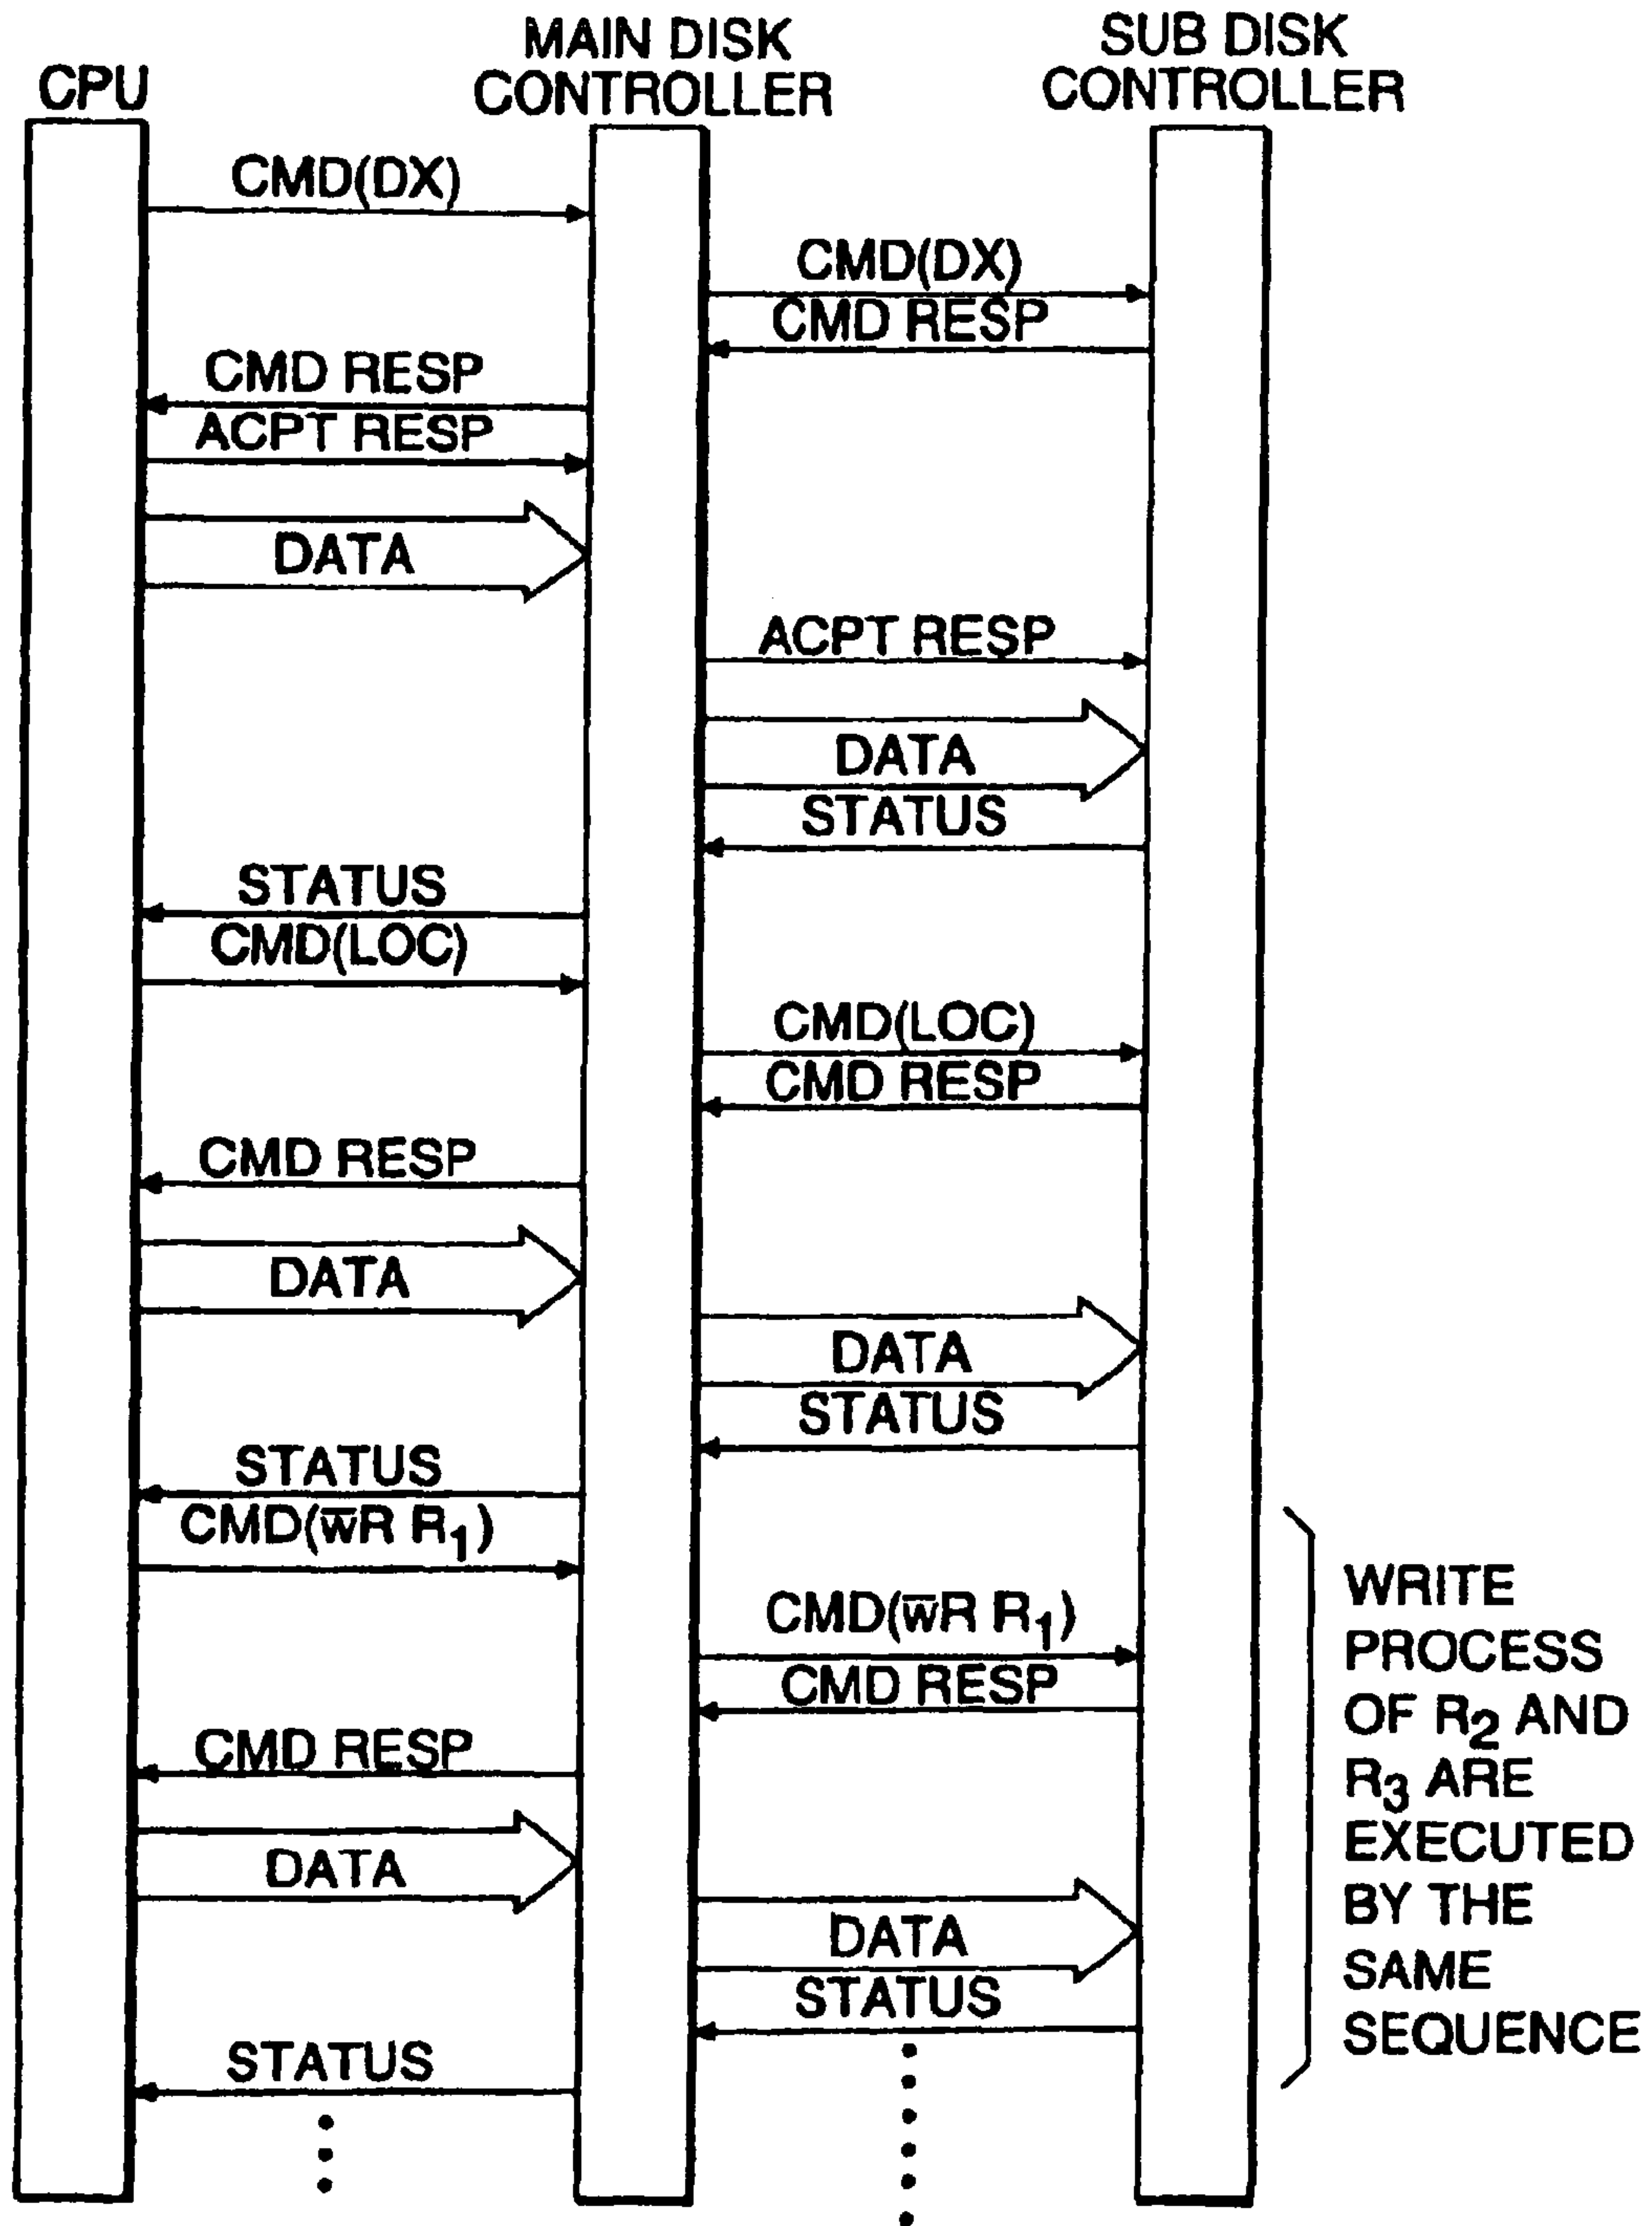 CPU
MAIN DISK
CONTROLLER
SUB DISK
CONTROLLER
CMD(DX)
CMD(DX)
CMD RESP
CMD RESP
ACPT RESP
DATA
ACPT RESP
DATA
STATUS
STATUS
CMD(LOC)
CMD(LOC)
CMD RESP
CMD RESP
DATA
DATA
STATUS
STATUS
CMD(w̅R R₁)
CMD(w̅R R₁)
CMD RESP
CMD RESP
DATA
DATA
STATUS
STATUS
WRITE
PROCESS
OF R₂ AND
R₃ ARE
EXECUTED
BY THE
SAME
SEQUENCE